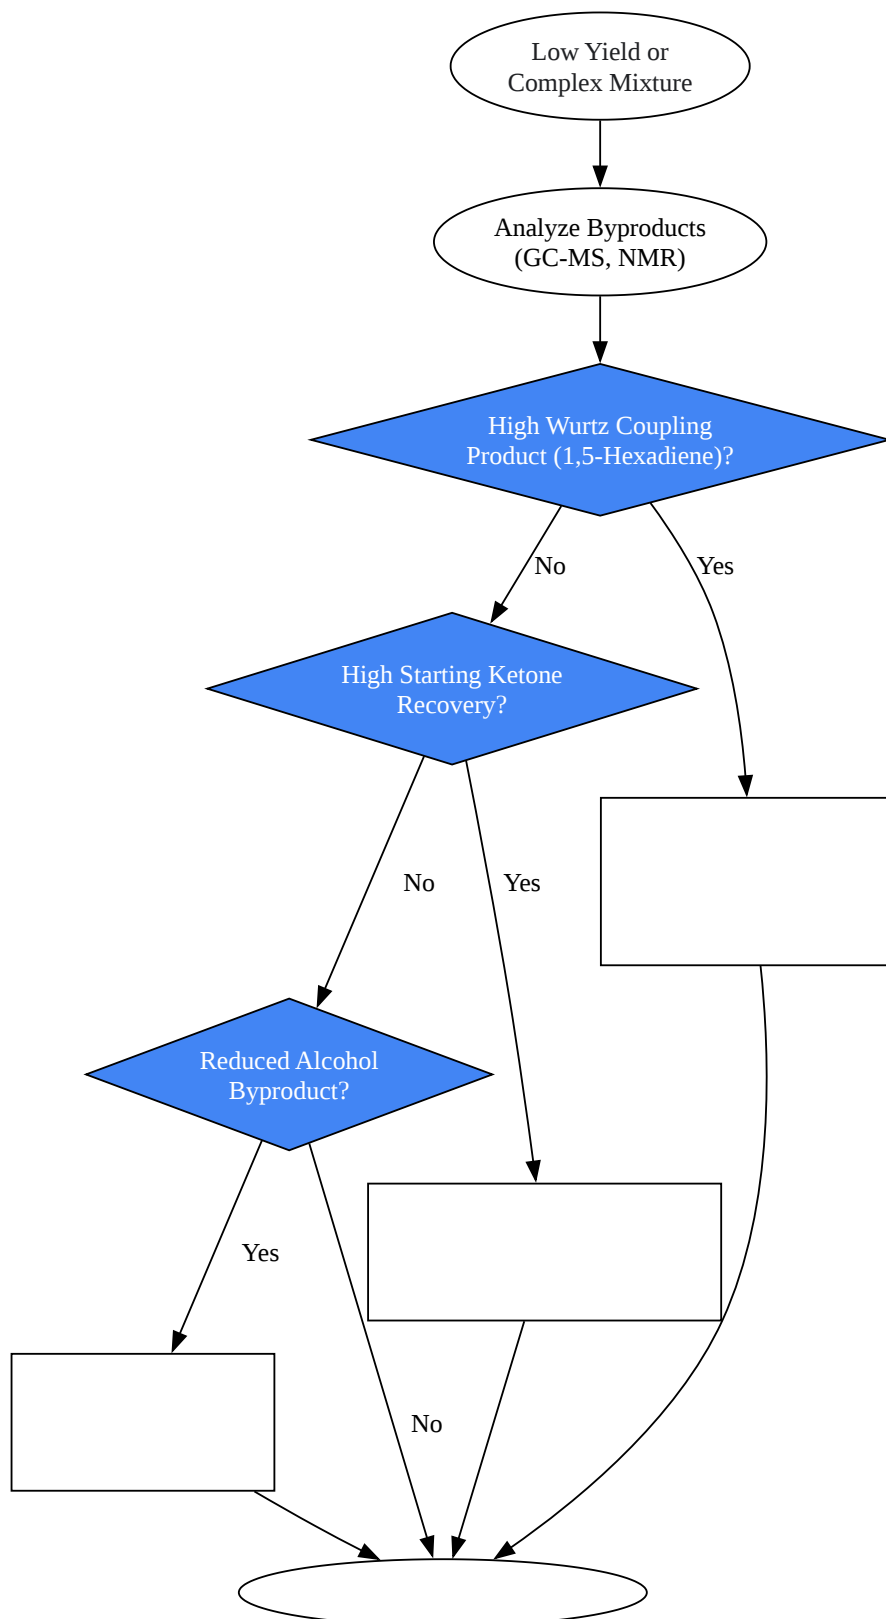 Low Yield or
Complex Mixture
Analyze Byproducts
(GC-MS, NMR)
High Wurtz Coupling
Product (1,5-Hexadiene)?
No
Yes
High Starting Ketone
Recovery?
No
Yes
Reduced Alcohol
Byproduct?
Yes
No